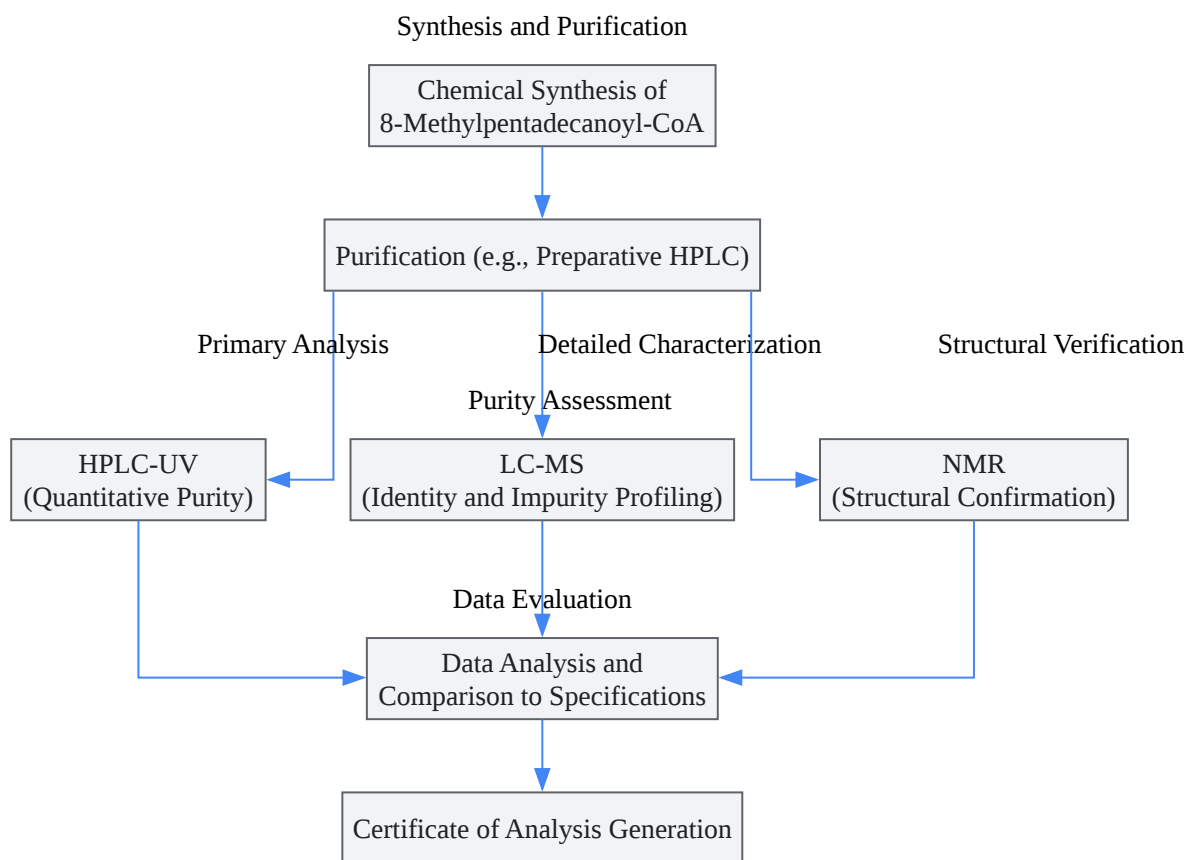 Synthesis and Purification
Chemical Synthesis of
8-Methylpentadecanoyl-CoA
Purification (e.g., Preparative HPLC)
Primary Analysis
Detailed Characterization
Structural Verification
Purity Assessment
HPLC-UV
(Quantitative Purity)
LC-MS
(Identity and Impurity Profiling)
NMR
(Structural Confirmation)
Data Evaluation
Data Analysis and
Comparison to Specifications
Certificate of Analysis Generation